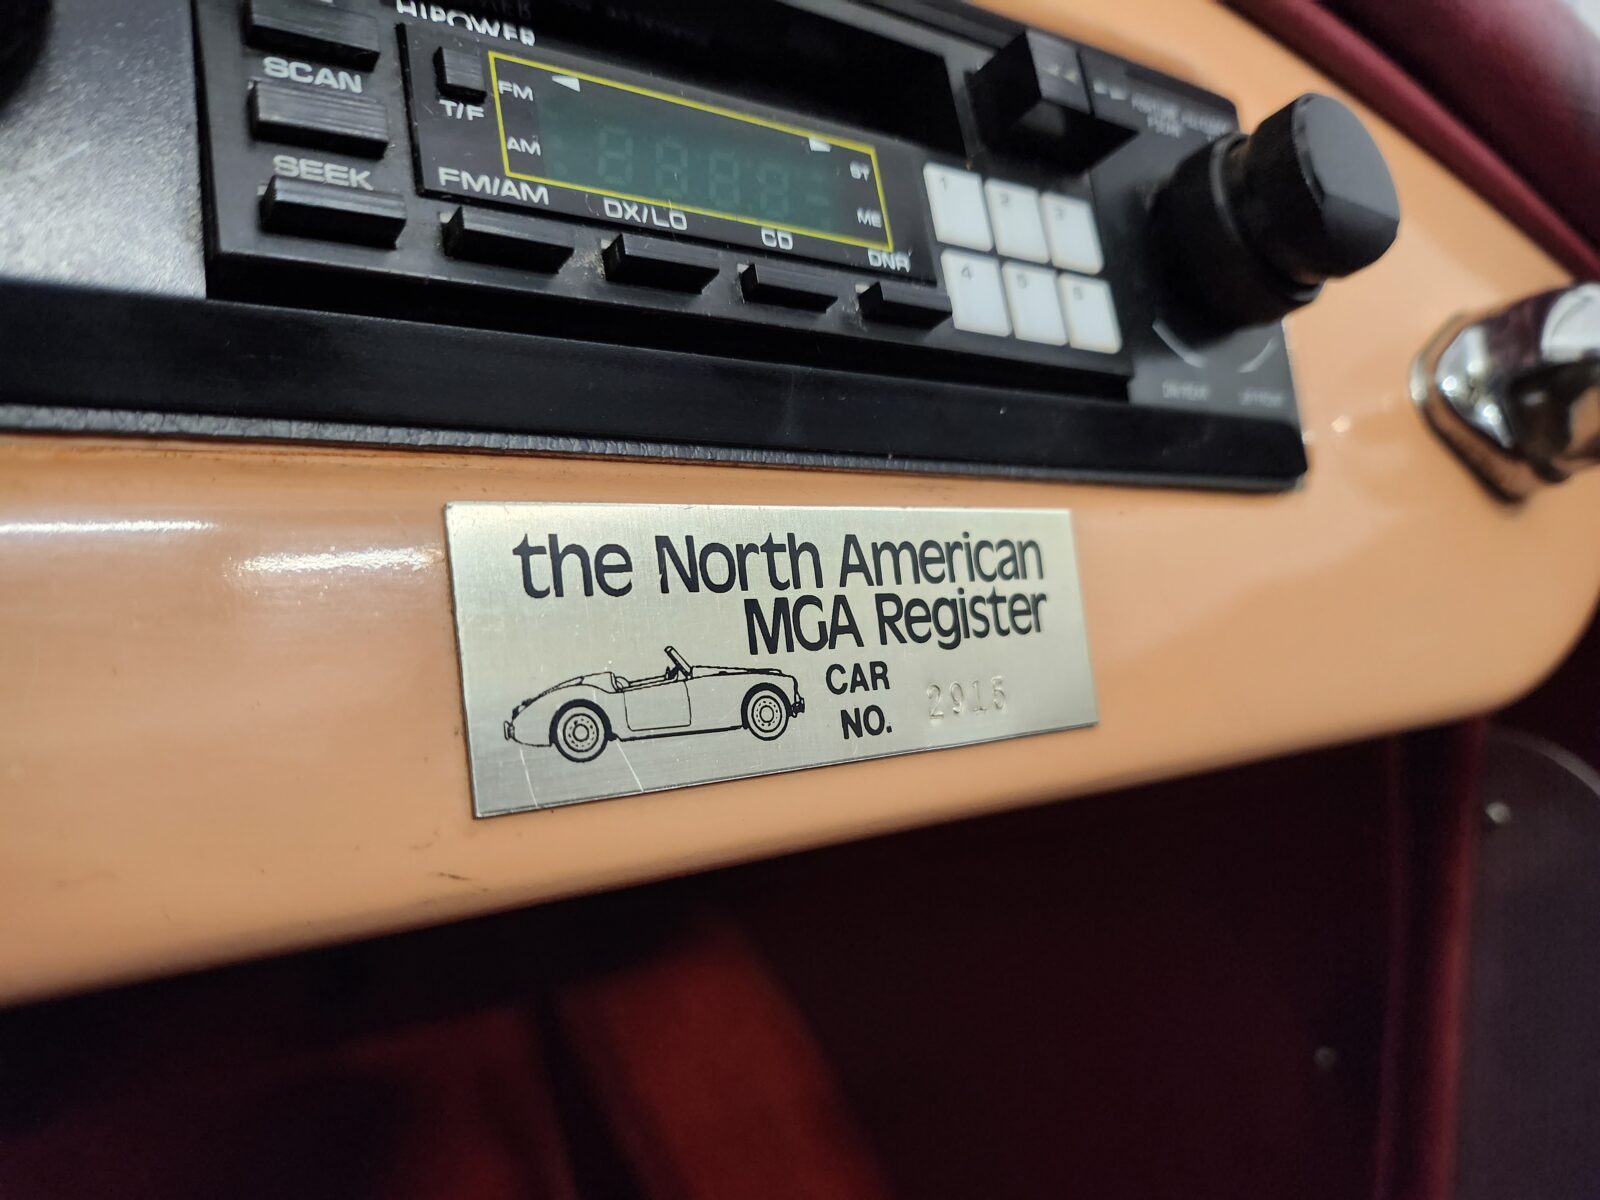 HIPOWER
SCAN
T/F
FM
AM
ST
ME
SEEK
FM/AM
DX/LO
CD
DNR
1 2 3
4 5 6
the North American
MGA Register
CAR
NO. 2915